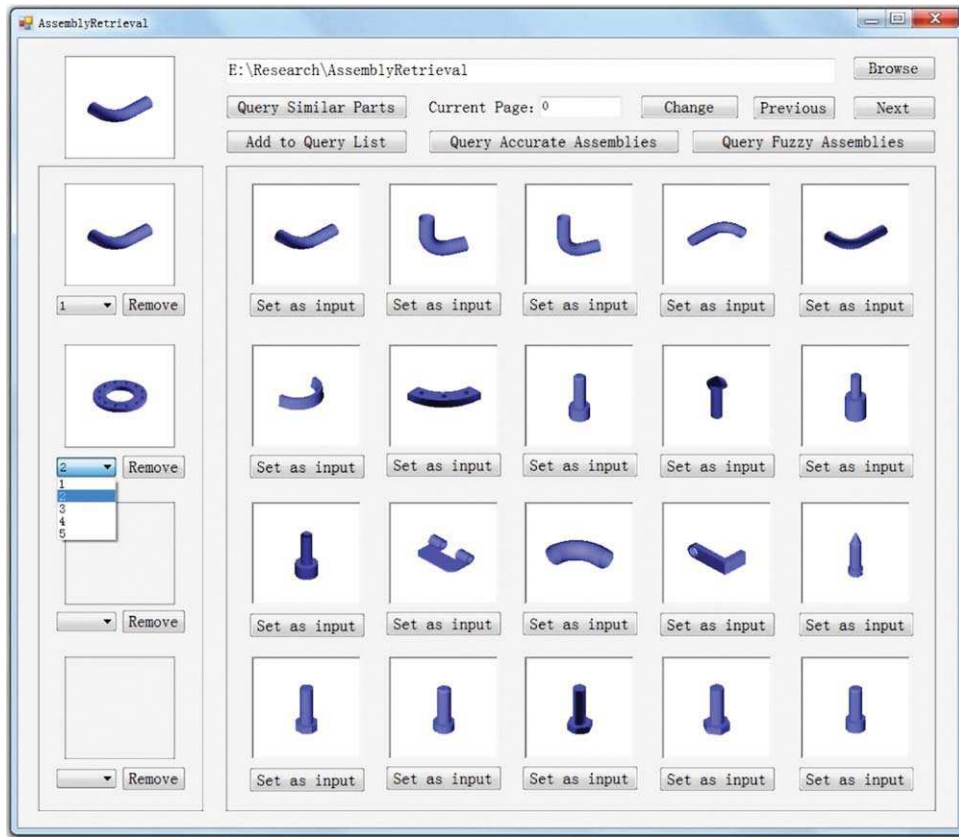 AssemblyRetrieval
E:\Research\AssemblyRetrieval Browse
Query Similar Parts Current Page: 0 Change Previous Next
Add to Query List Query Accurate Assemblies Query Fuzzy Assemblies
1 Remove Set as input Set as input Set as input Set as input Set as input
2 Remove Set as input Set as input Set as input Set as input Set as input
1
2
3
4
5
Remove Set as input Set as input Set as input Set as input Set as input
Remove Set as input Set as input Set as input Set as input Set as input